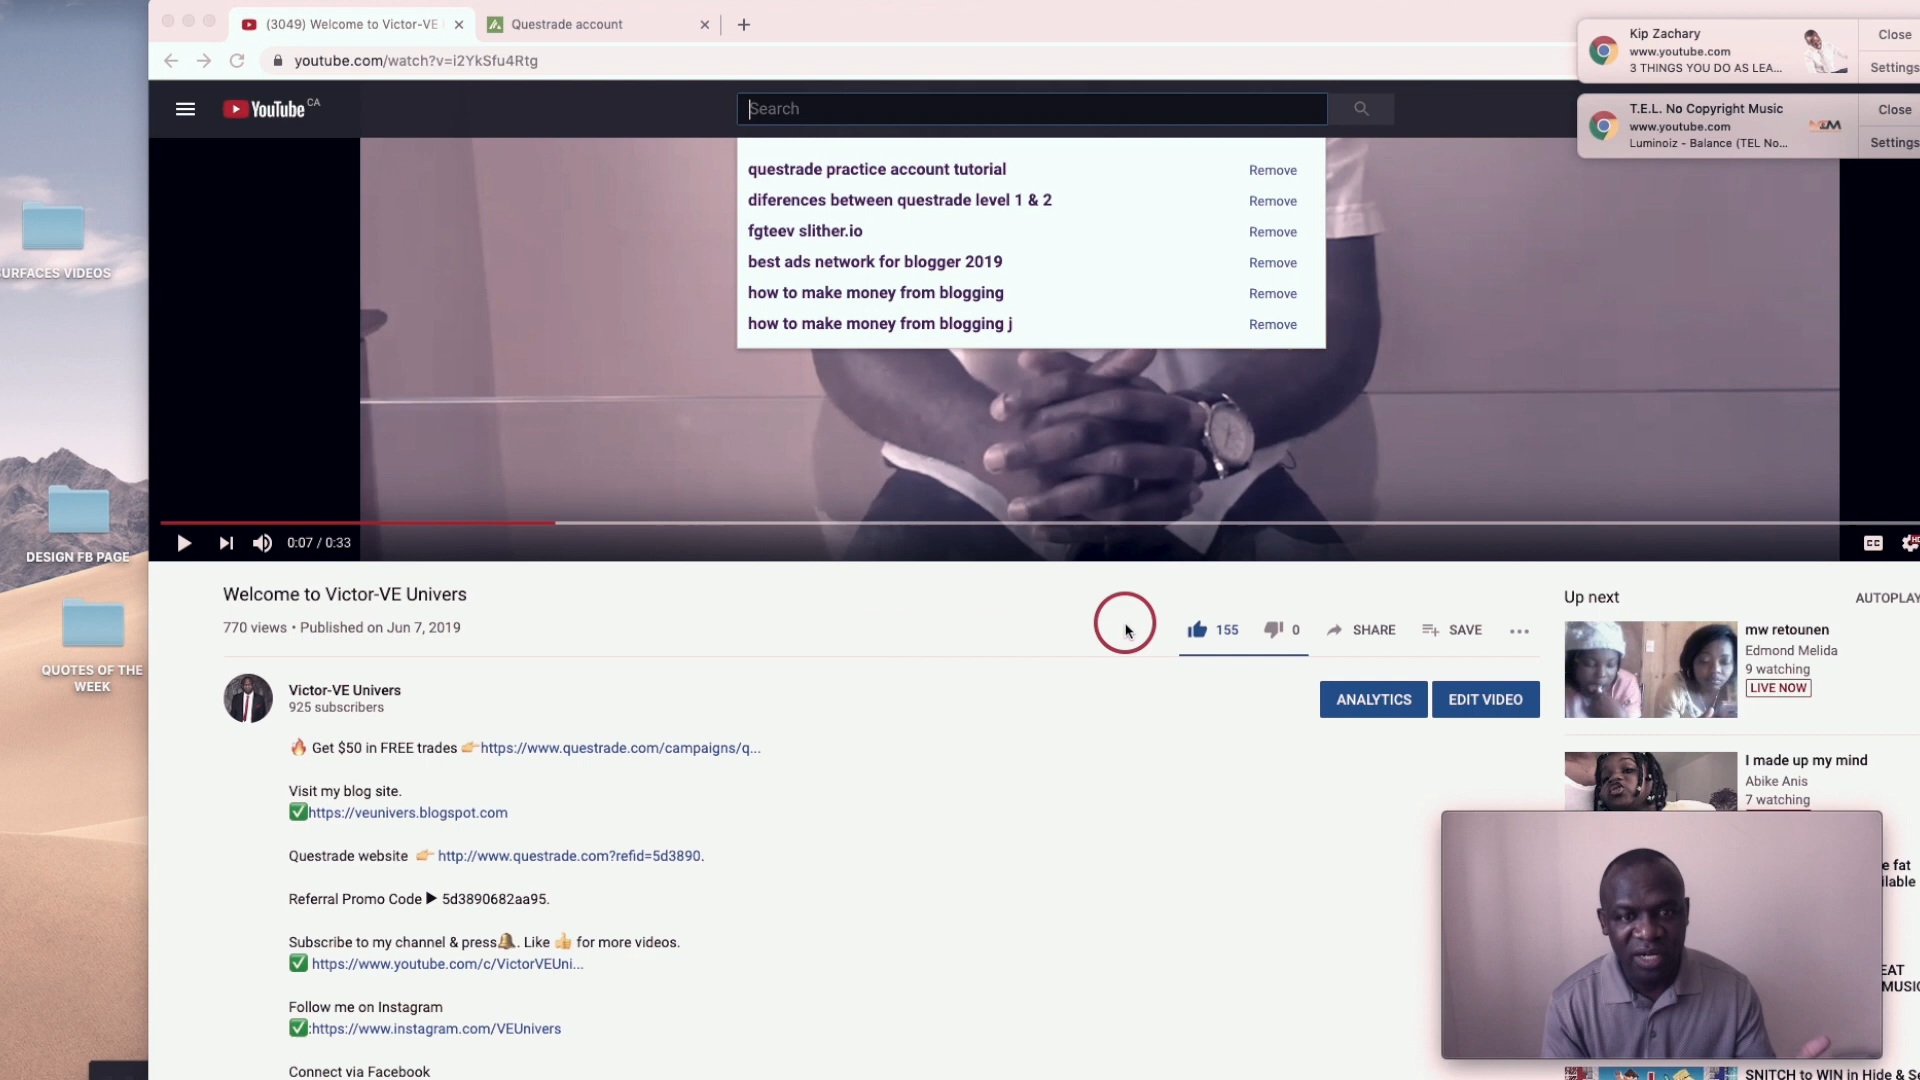 (3049) Welcome to Victor-VE
Questrade account
youtube.com/watch?v=i2YkSfu4Rtg
YouTube CA
Search
questrade practice account tutorial Remove
diferences between questrade level 1 & 2 Remove
fgteev slither.io Remove
best ads network for blogger 2019 Remove
how to make money from blogging Remove
how to make money from blogging j Remove
Kip Zachary
www.youtube.com
3 THINGS YOU DO AS LEA...
Close
Settings
T.E.L. No Copyright Music
www.youtube.com
Luminoiz - Balance (TEL No...
Close
Settings
SURFACES VIDEOS
DESIGN FB PAGE
QUOTES OF THE
WEEK
0:07 / 0:33
CC
HD
Welcome to Victor-VE Univers
770 views • Published on Jun 7, 2019
155 0 SHARE SAVE
Victor-VE Univers
925 subscribers
ANALYTICS EDIT VIDEO
🔥 Get $50 in FREE trades 👉https://www.questrade.com/campaigns/q...
Visit my blog site.
✅https://veunivers.blogspot.com
Questrade website 👉 http://www.questrade.com?refid=5d3890.
Referral Promo Code ▶ 5d3890682aa95.
Subscribe to my channel & press🔔. Like 👍 for more videos.
✅ https://www.youtube.com/c/VictorVEUni...
Follow me on Instagram
✅:https://www.instagram.com/VEUnivers
Connect via Facebook
Up next AUTOPLAY
mw retounen
Edmond Melida
9 watching
LIVE NOW
I made up my mind
Abike Anis
7 watching
fat
ilable
EAT
MUSIC
SNITCH to WIN in Hide & Se